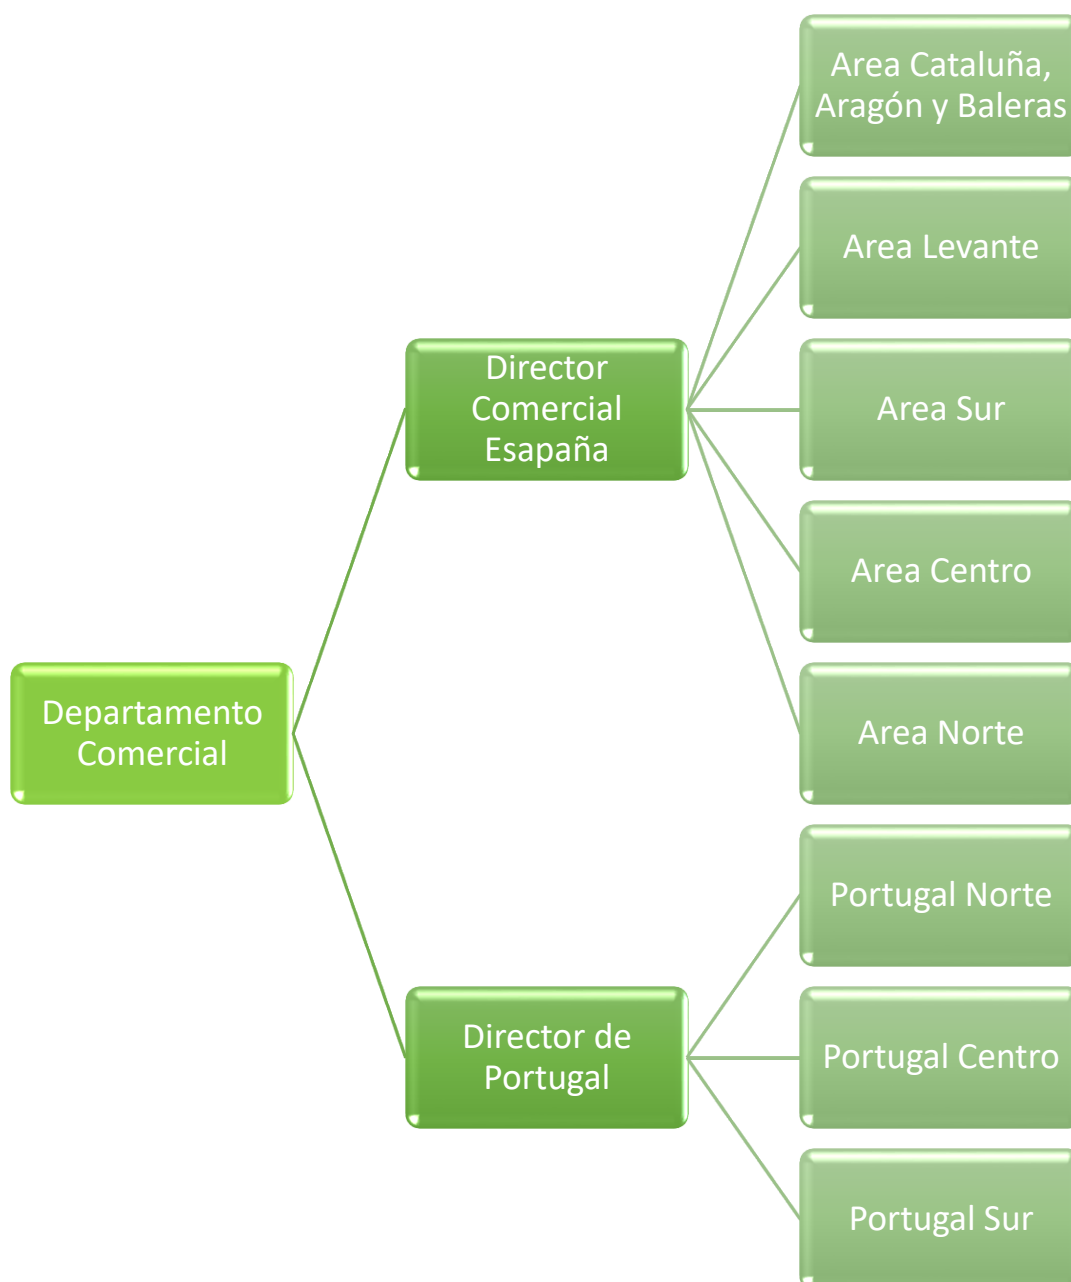 Area Cataluña,
Aragón y Baleras
Area Levante
Director
Comercial
Esapaña
Area Sur
Area Centro
Departamento
Comercial
Area Norte
Portugal Norte
Director de
Portugal
Portugal Centro
Portugal Sur